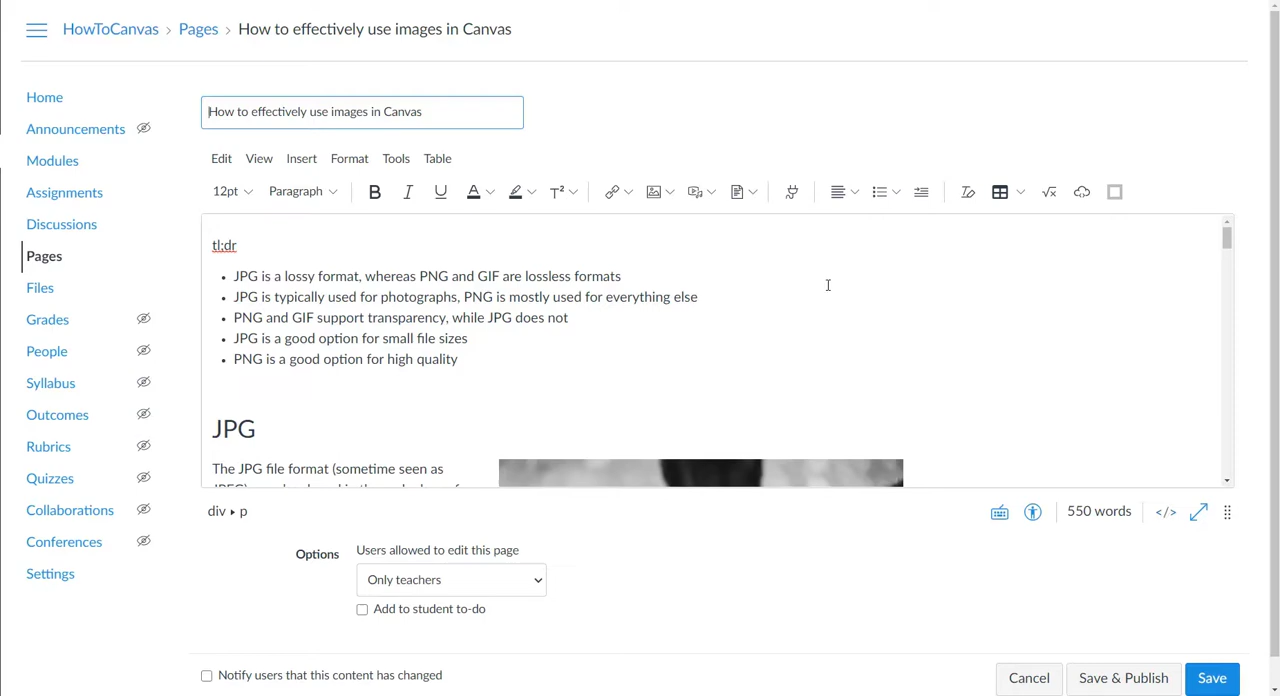 HowToCanvas › Pages › How to effectively use images in Canvas
Home
Announcements
Modules
Assignments
Discussions
Pages
Files
Grades
People
Syllabus
Outcomes
Rubrics
Quizzes
Collaborations
Conferences
Settings
How to effectively use images in Canvas
Edit View Insert Format Tools Table
12pt Paragraph B I U A T²
tl;dr
• JPG is a lossy format, whereas PNG and GIF are lossless formats
• JPG is typically used for photographs, PNG is mostly used for everything else
• PNG and GIF support transparency, while JPG does not
• JPG is a good option for small file sizes
• PNG is a good option for high quality
JPG
The JPG file format (sometime seen as
div ▸ p
550 words </>
Options
Users allowed to edit this page
Only teachers
Add to student to-do
Notify users that this content has changed
Cancel Save & Publish Save